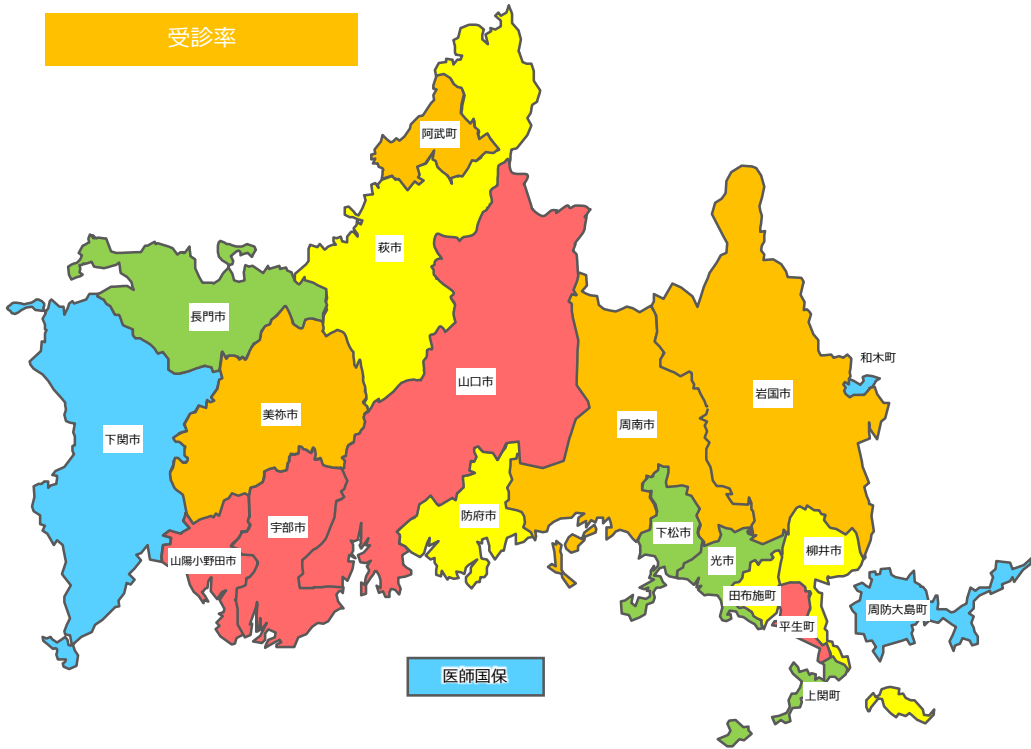 受診率
阿武町
萩市
長門市
和木町
山口市
岩国市
美祢市
周南市
下関市
防府市
宇部市
下松市
柳井市
山陽小野田市
光市
田布施町
周防大島町
平生町
医師国保
上関町